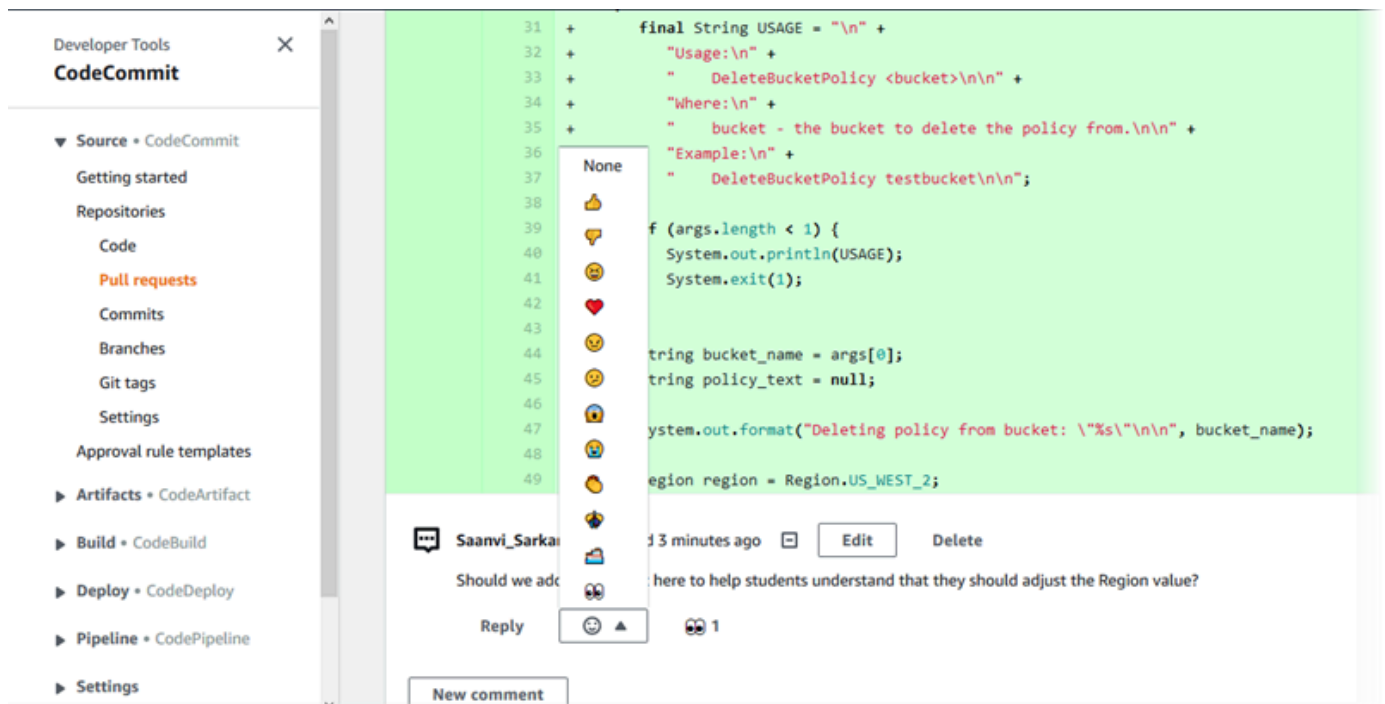 Developer Tools
CodeCommit
Source • CodeCommit
Getting started
Repositories
Code
Pull requests
Commits
Branches
Git tags
Settings
Approval rule templates
Artifacts • CodeArtifact
Build • CodeBuild
Deploy • CodeDeploy
Pipeline • CodePipeline
Settings
31 + final String USAGE = "\n" +
32 + "Usage:\n" +
33 + "    DeleteBucketPolicy <bucket>\n\n" +
34 + "Where:\n" +
35 + "    bucket - the bucket to delete the policy from.\n\n" +
36 "Example:\n" +
37 "    DeleteBucketPolicy testbucket\n\n";
38
39 f (args.length < 1) {
40 System.out.println(USAGE);
41 System.exit(1);
42
43
44 tring bucket_name = args[0];
45 tring policy_text = null;
46
47 ystem.out.format("Deleting policy from bucket: \"%s\"\n\n", bucket_name);
48
49 egion region = Region.US_WEST_2;
None
Saanvi_Sarka 3 minutes ago Edit Delete
Should we add here to help students understand that they should adjust the Region value?
Reply 1
New comment